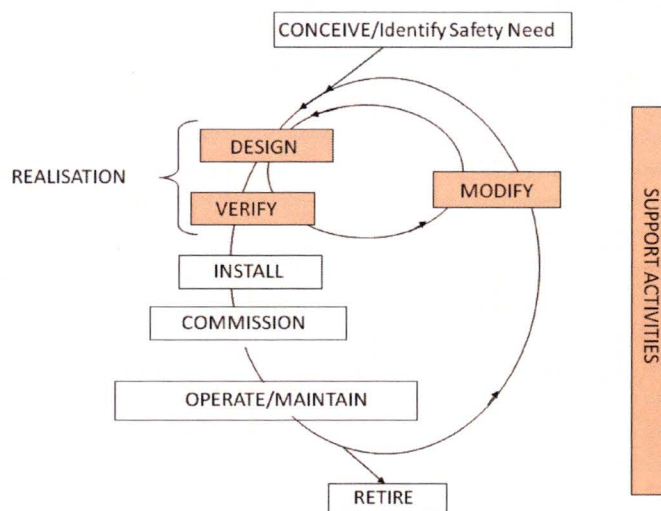 CONCEIVE/Identify Safety Need
DESIGN
REALISATION
MODIFY
VERIFY
INSTALL
COMMISSION
OPERATE/MAINTAIN
RETIRE
SUPPORT ACTIVITIES